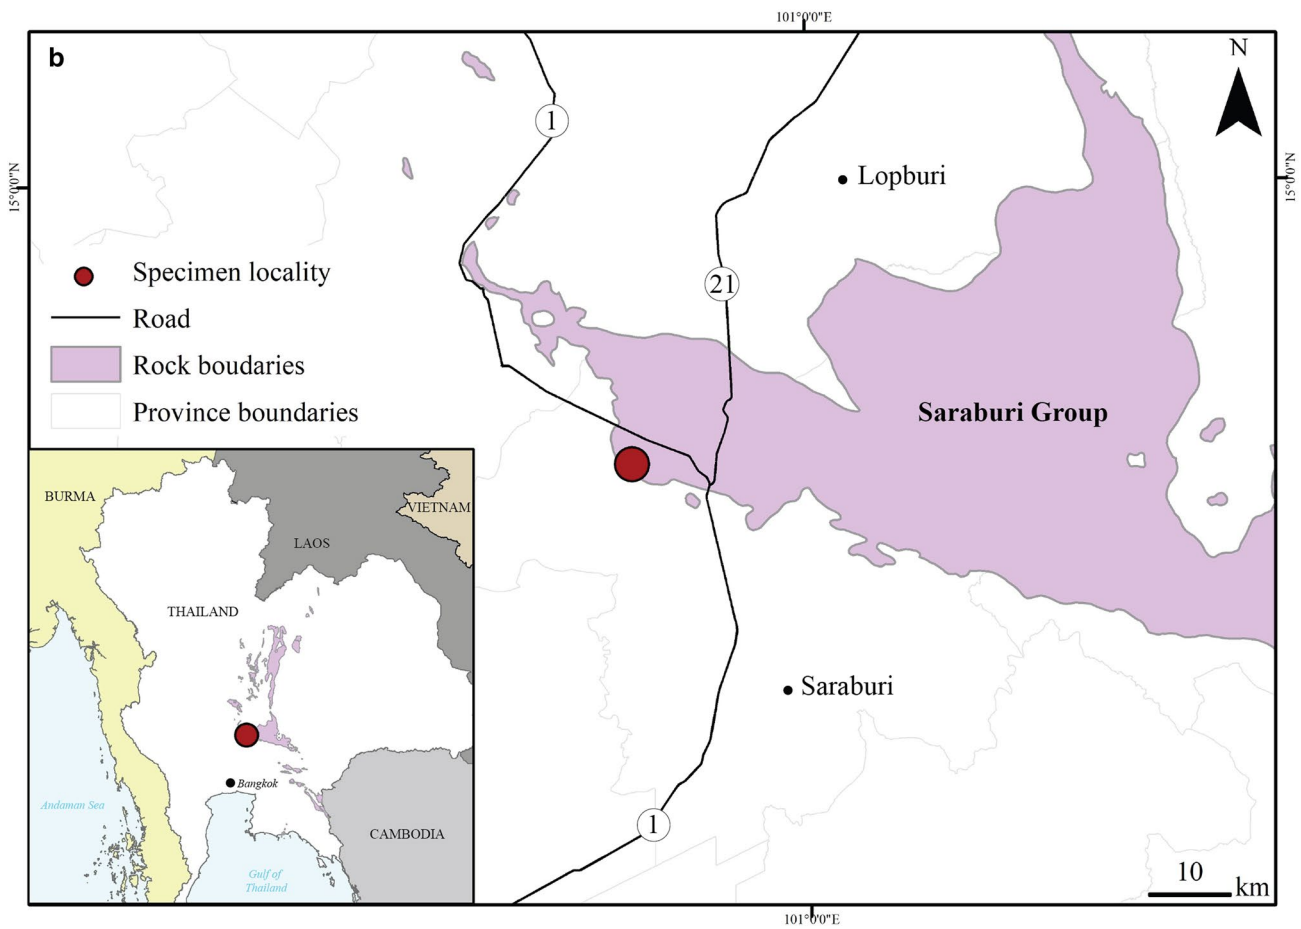 101°0'0"E
b
N
1
15°0'0"N
15°0'0"N
Lopburi
Specimen locality
21
Road
Rock boudaries
Province boundaries
Saraburi Group
BURMA
VIETNAM
LAOS
THAILAND
Saraburi
Bangkok
Andaman Sea
CAMBODIA
1
Gulf of
Thailand
10
km
101°0'0"E